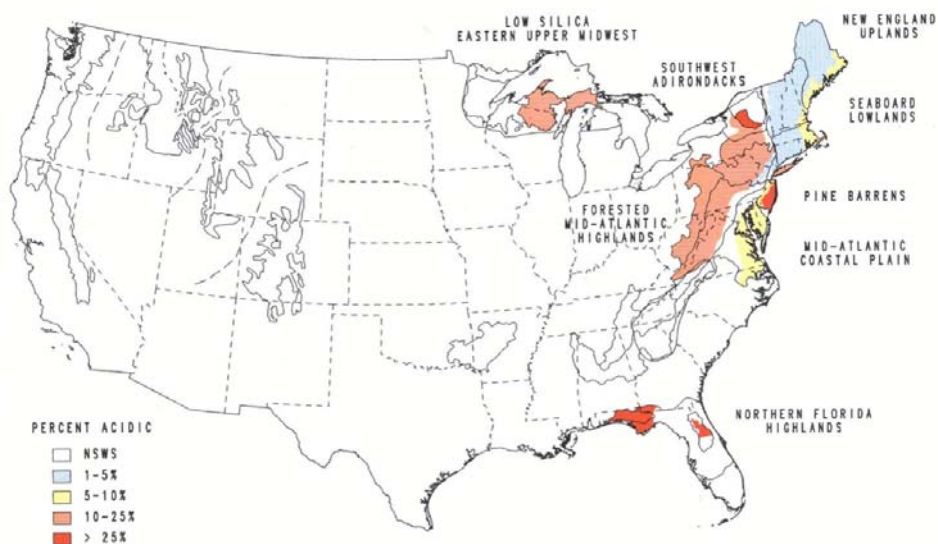 LOW SILICA
EASTERN UPPER MIDWEST
NEW ENGLAND
UPLANDS
SOUTHWEST
ADIRONDACKS
SEABOARD
LOWLANDS
PINE BARRENS
FORESTED
MID-ATLANTIC
HIGHLANDS
MID-ATLANTIC
COASTAL PLAIN
NORTHERN FLORIDA
HIGHLANDS
PERCENT ACIDIC
NSWS
1-5%
5-10%
10-25%
> 25%